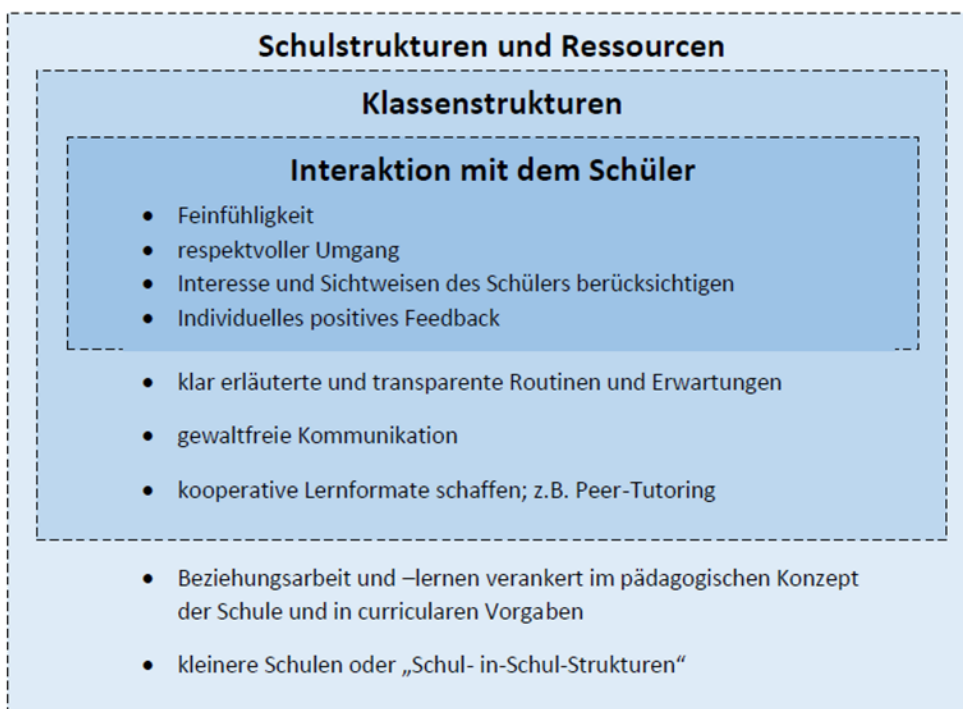 Schulstrukturen und Ressourcen
Klassenstrukturen
Interaktion mit dem Schüler
• Feinfühligkeit
• respektvoller Umgang
• Interesse und Sichtweisen des Schülers berücksichtigen
• Individuelles positives Feedback
• klar erläuterte und transparente Routinen und Erwartungen
• gewaltfreie Kommunikation
• kooperative Lernformate schaffen; z.B. Peer-Tutoring
• Beziehungsarbeit und –lernen verankert im pädagogischen Konzept
der Schule und in curricularen Vorgaben
• kleinere Schulen oder „Schul- in-Schul-Strukturen“